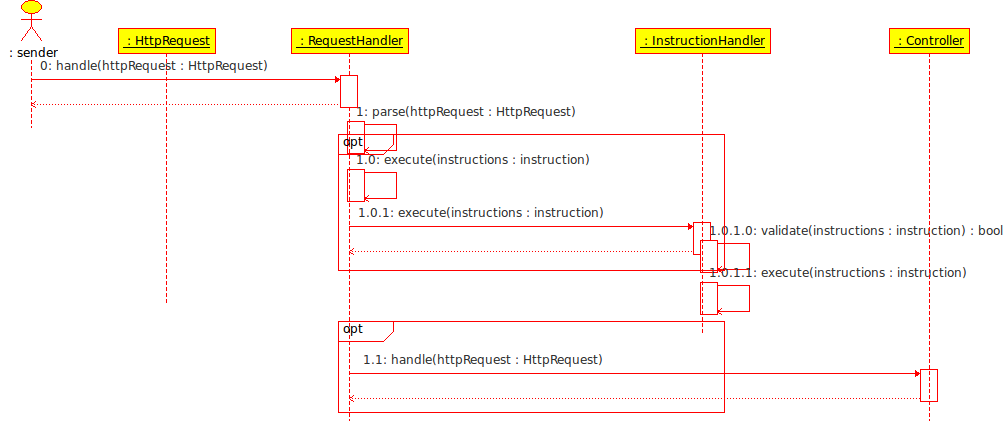 : sender
: HttpRequest
: RequestHandler
: InstructionHandler
: Controller
0: handle(httpRequest : HttpRequest)
1: parse(httpRequest : HttpRequest)
opt
1.0: execute(instructions : instruction)
1.0.1: execute(instructions : instruction)
1.0.1.0: validate(instructions : instruction) : bool
1.0.1.1: execute(instructions : instruction)
opt
1.1: handle(httpRequest : HttpRequest)